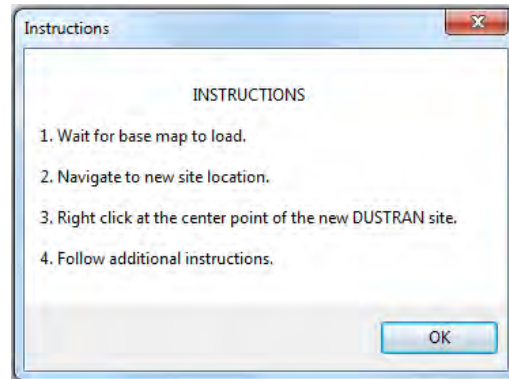 Instructions
INSTRUCTIONS
1. Wait for base map to load.
2. Navigate to new site location.
3. Right click at the center point of the new DUSTRAN site.
4. Follow additional instructions.
OK